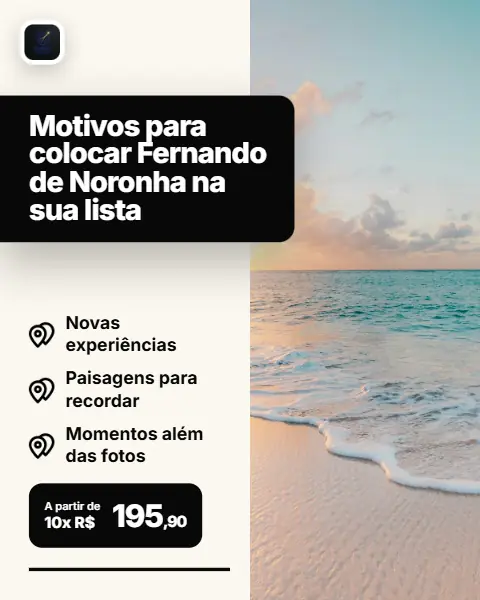 Motivos para
colocar Fernando
de Noronha na
sua lista
Novas
experiências
Paisagens para
recordar
Momentos além
das fotos
A partir de
10x R$ 195,90